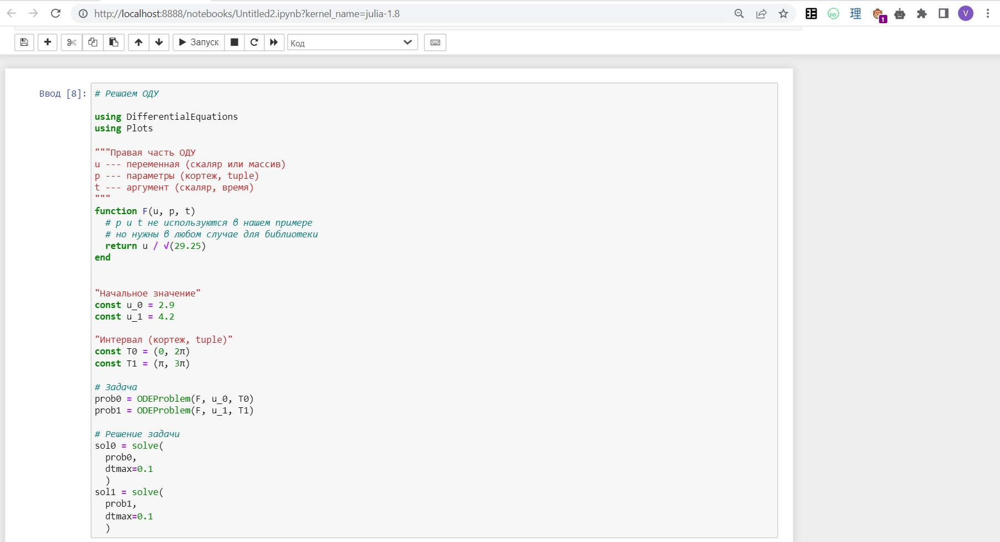 http://localhost:8888/notebooks/Untitled2.ipynb?kernel_name=julia-1.8
jio
理
1
V
Запуск
Код
Ввод [8]:
# Решаем ОДУ
using DifferentialEquations
using Plots
"""Правая часть ОДУ
u --- переменная (скаляр или массив)
p --- параметры (кортеж, tuple)
t --- аргумент (скаляр, время)
"""
function F(u, p, t)
# p и t не используются в нашем примере
# но нужны в любом случае для библиотеки
return u / √(29.25)
end
"Начальное значение"
const u_0 = 2.9
const u_1 = 4.2
"Интервал (кортеж, tuple)"
const T0 = (0, 2π)
const T1 = (π, 3π)
# Задача
prob0 = ODEProblem(F, u_0, T0)
prob1 = ODEProblem(F, u_1, T1)
# Решение задачи
sol0 = solve(
prob0,
dtmax=0.1
)
sol1 = solve(
prob1,
dtmax=0.1
)